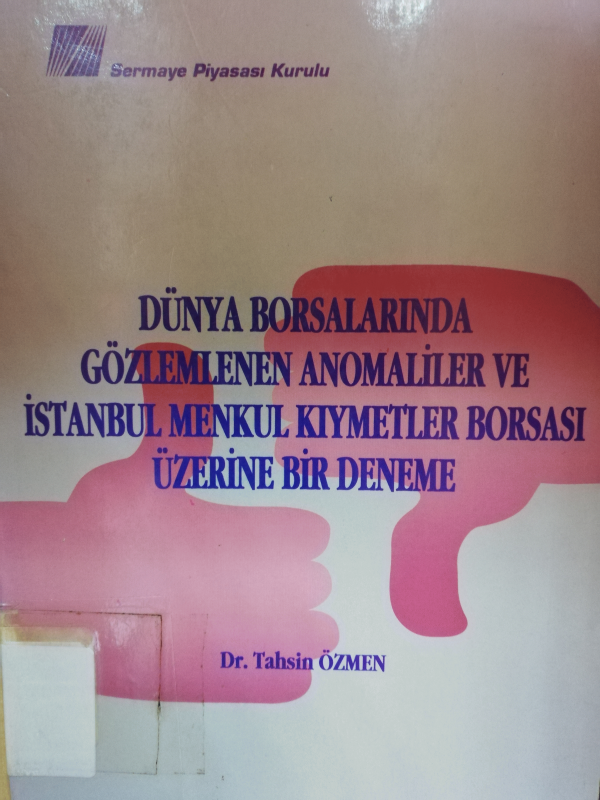 Sermaye Piyasası Kurulu
DÜNYA BORSALARINDA
GÖZLEMLENEN ANOMALİLER VE
İSTANBUL MENKUL KIYMETLER BORSASI
ÜZERİNE BİR DENEME
Dr. Tahsin ÖZMEN